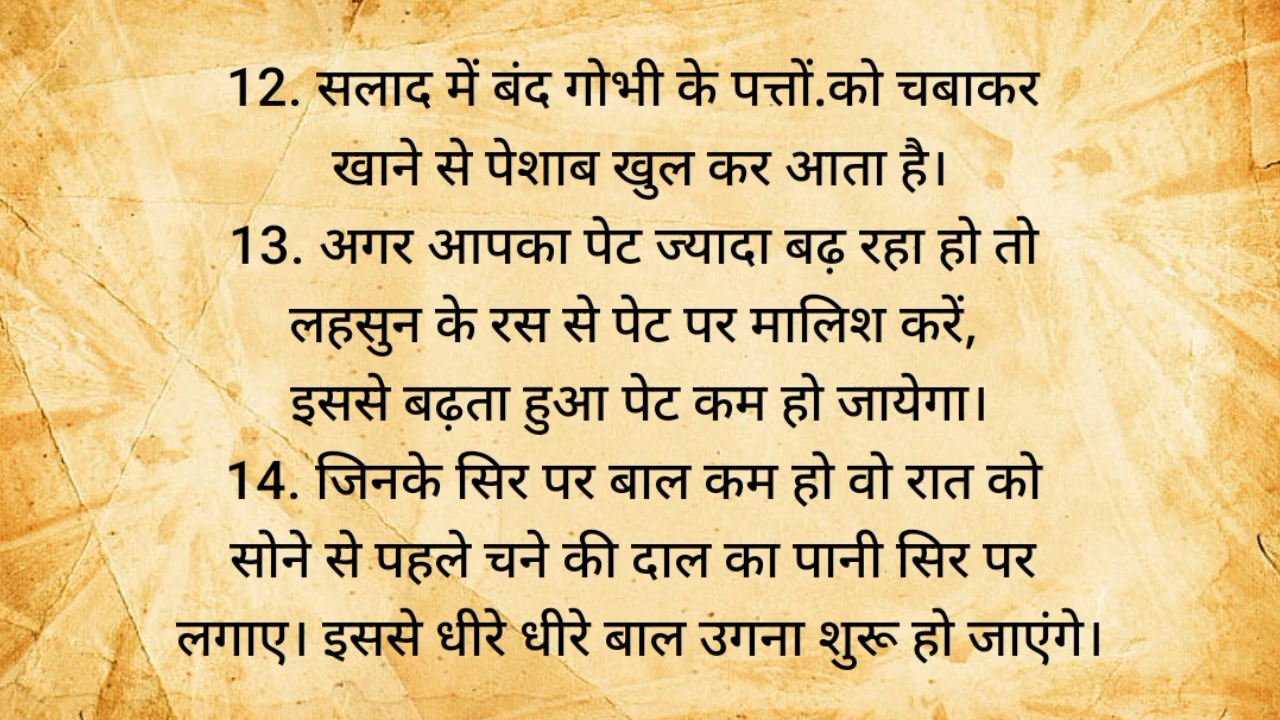 12. सलाद में बंद गोभी के पत्तों.को चबाकर
खाने से पेशाब खुल कर आता है।
13. अगर आपका पेट ज्यादा बढ़ रहा हो तो
लहसुन के रस से पेट पर मालिश करें,
इससे बढ़ता हुआ पेट कम हो जायेगा।
14. जिनके सिर पर बाल कम हो वो रात को
सोने से पहले चने की दाल का पानी सिर पर
लगाए। इससे धीरे धीरे बाल उगना शुरू हो जाएंगे।